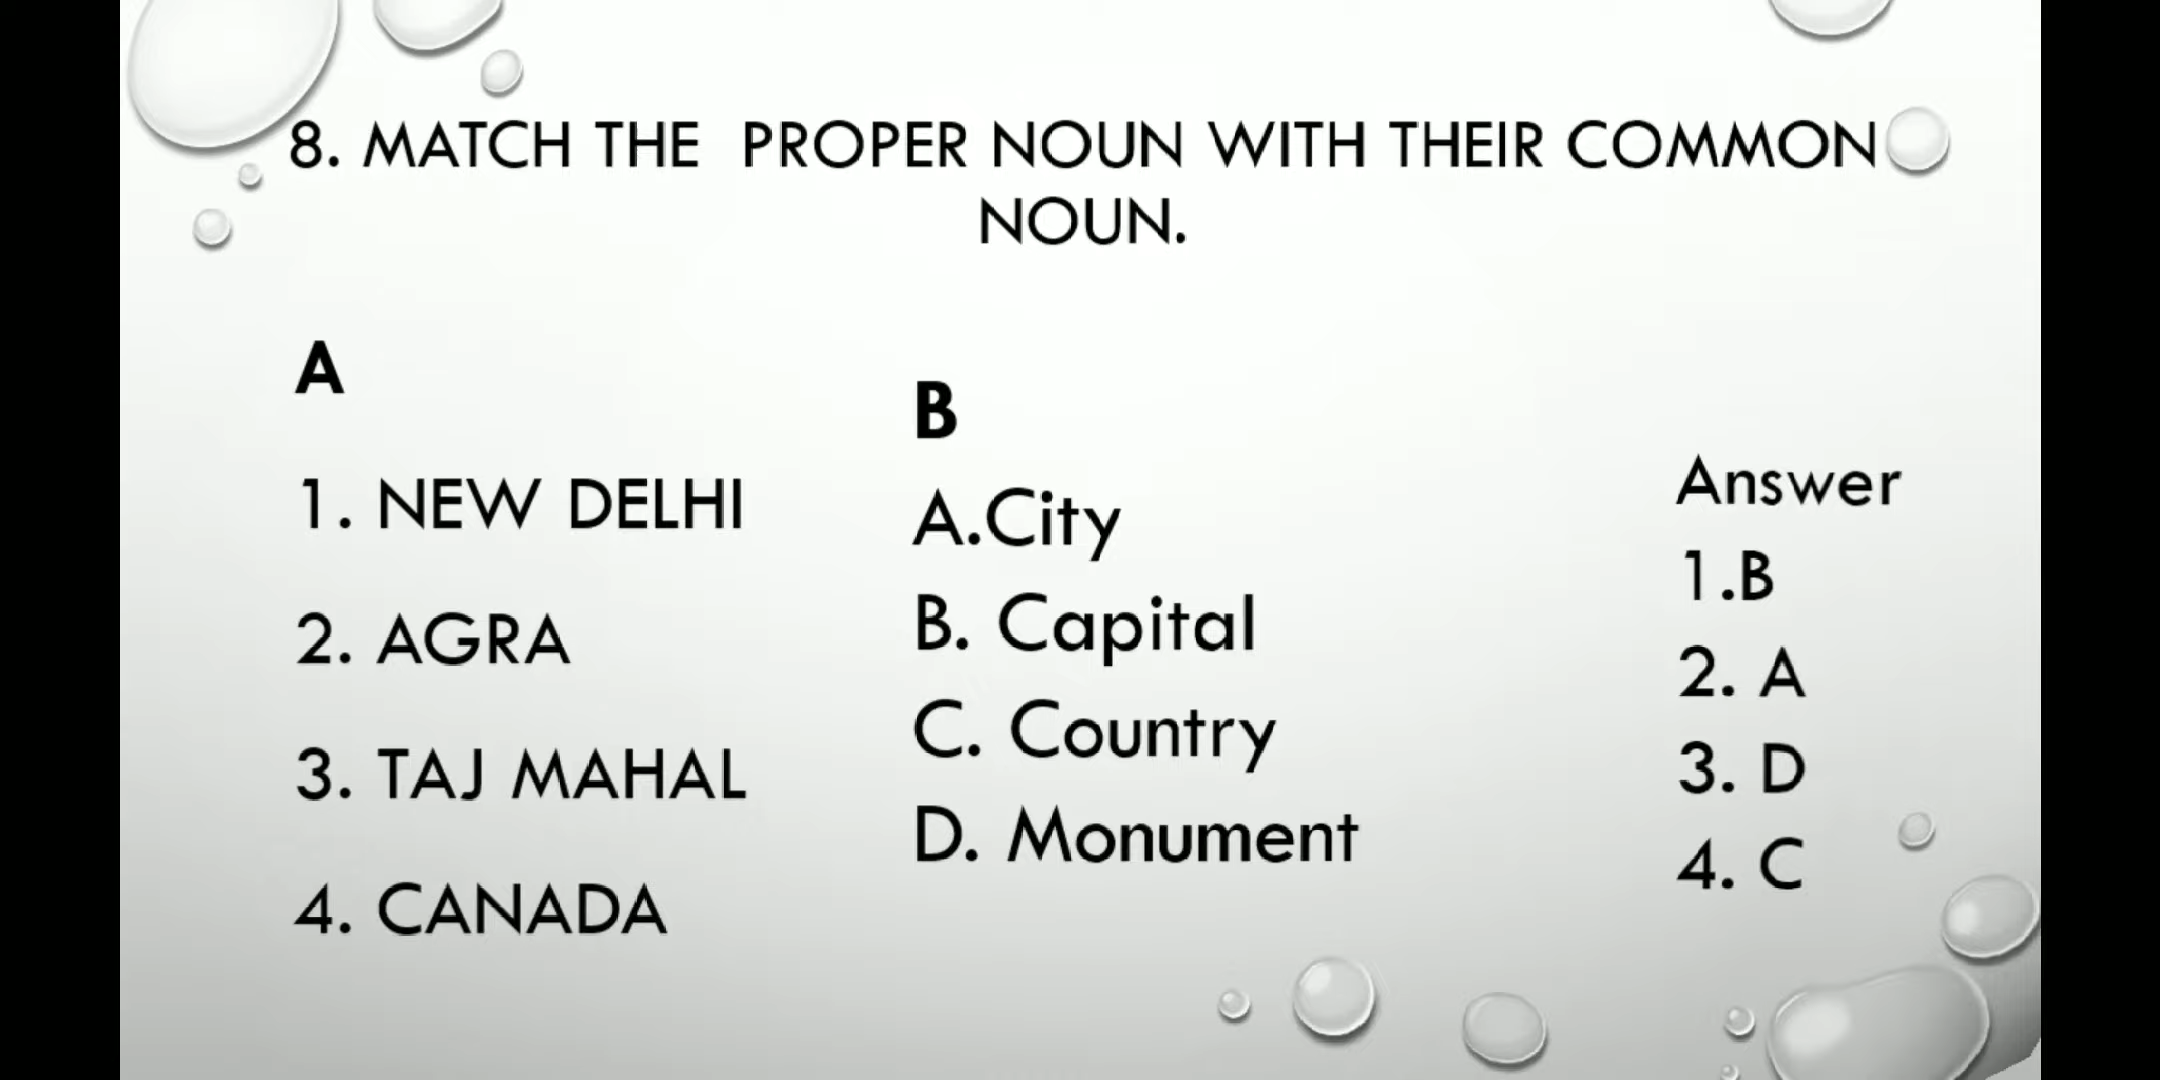 8. MATCH THE PROPER NOUN WITH THEIR COMMON
NOUN.
A
1. NEW DELHI
2. AGRA
3. TAJ MAHAL
4. CANADA
B
A.City
B. Capital
C. Country
D. Monument
Answer
1.B
2. A
3. D
4. C